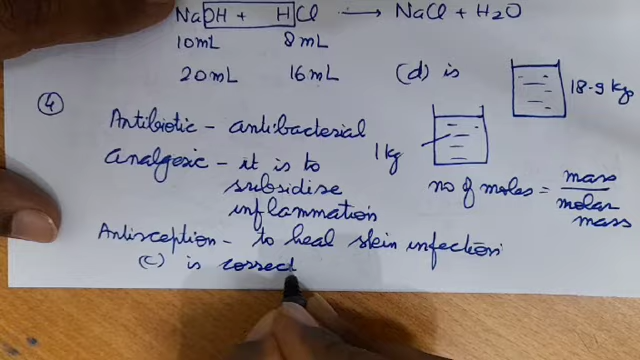 NaOH + HCl → NaCl + H2O
10mL 8mL
20mL 16mL (d) is 18.9 kg
④
Antibiotic - antibacterial
Analgesic - it is to
subsidise
inflammation
1kg
no of moles = mass
molar
mass
Antiseption - to heal skin infection
(c) is correct